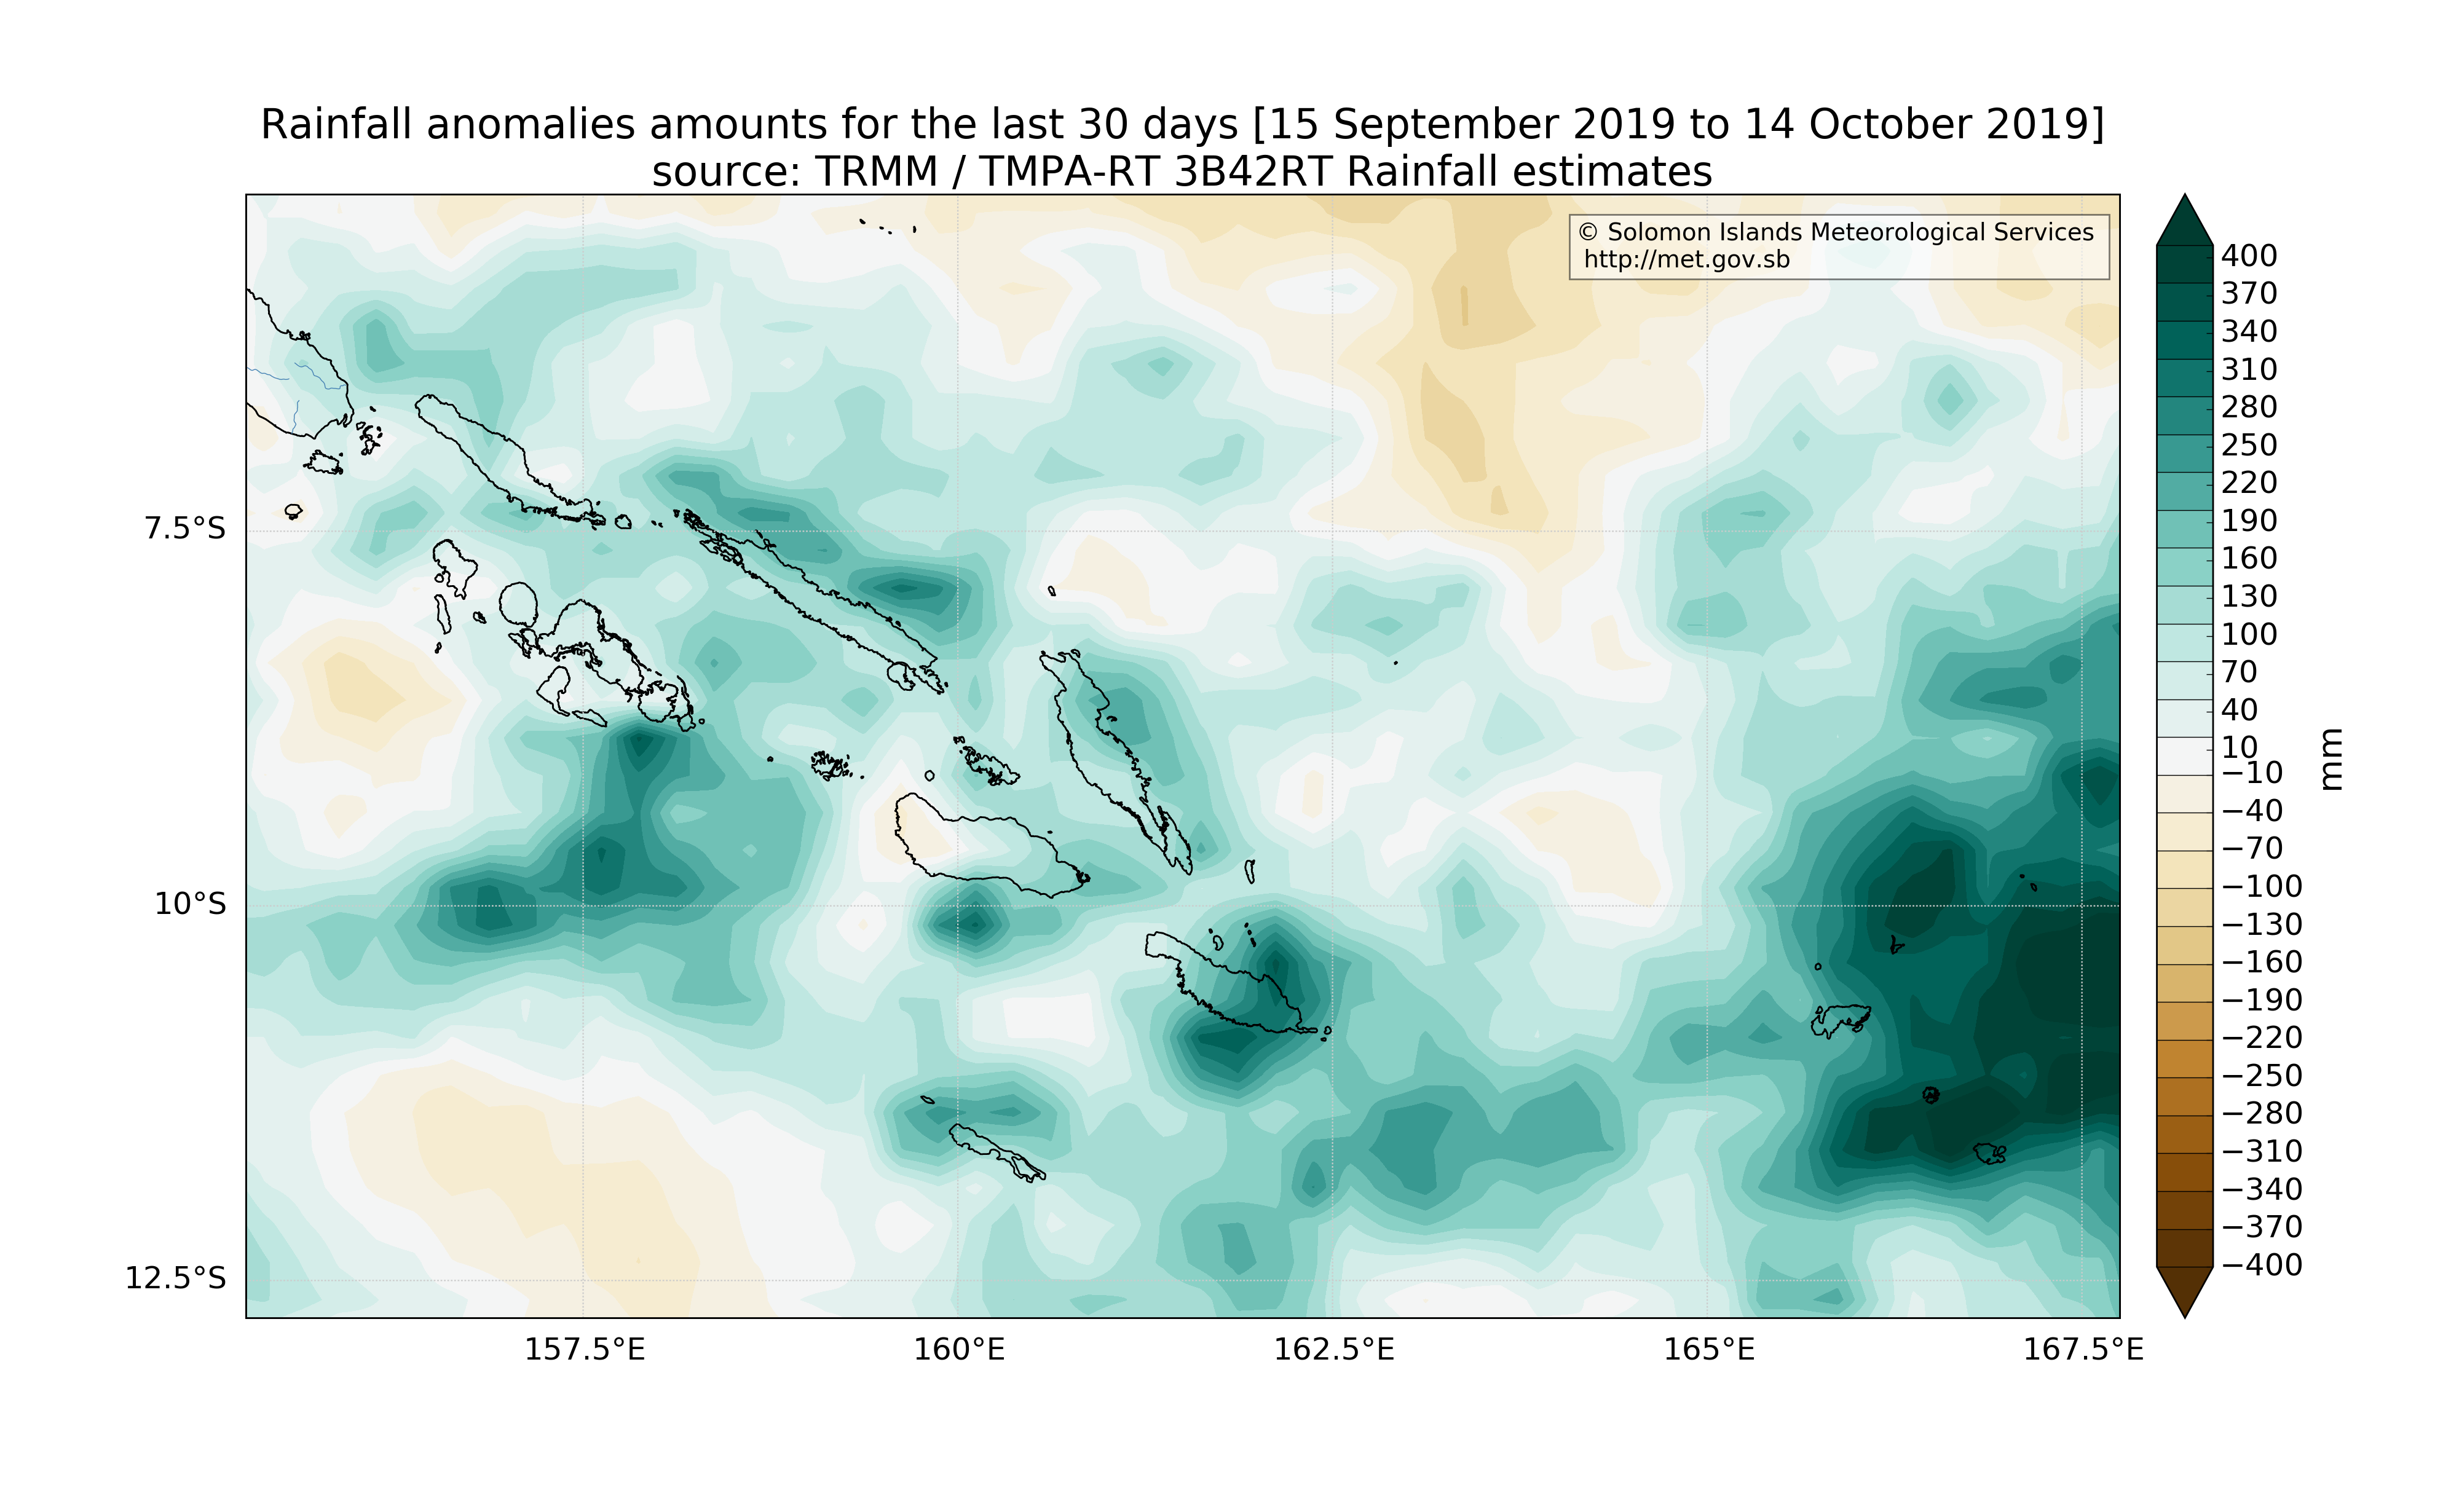 Rainfall anomalies amounts for the last 30 days [15 September 2019 to 14 October 2019]
source: TRMM / TMPA-RT 3B42RT Rainfall estimates
© Solomon Islands Meteorological Services
http://met.gov.sb
7.5°S
10°S
12.5°S
157.5°E
160°E
162.5°E
165°E
167.5°E
400
370
340
310
280
250
220
190
160
130
100
70
40
10
−10
−40
−70
−100
−130
−160
−190
−220
−250
−280
−310
−340
−370
−400
mm